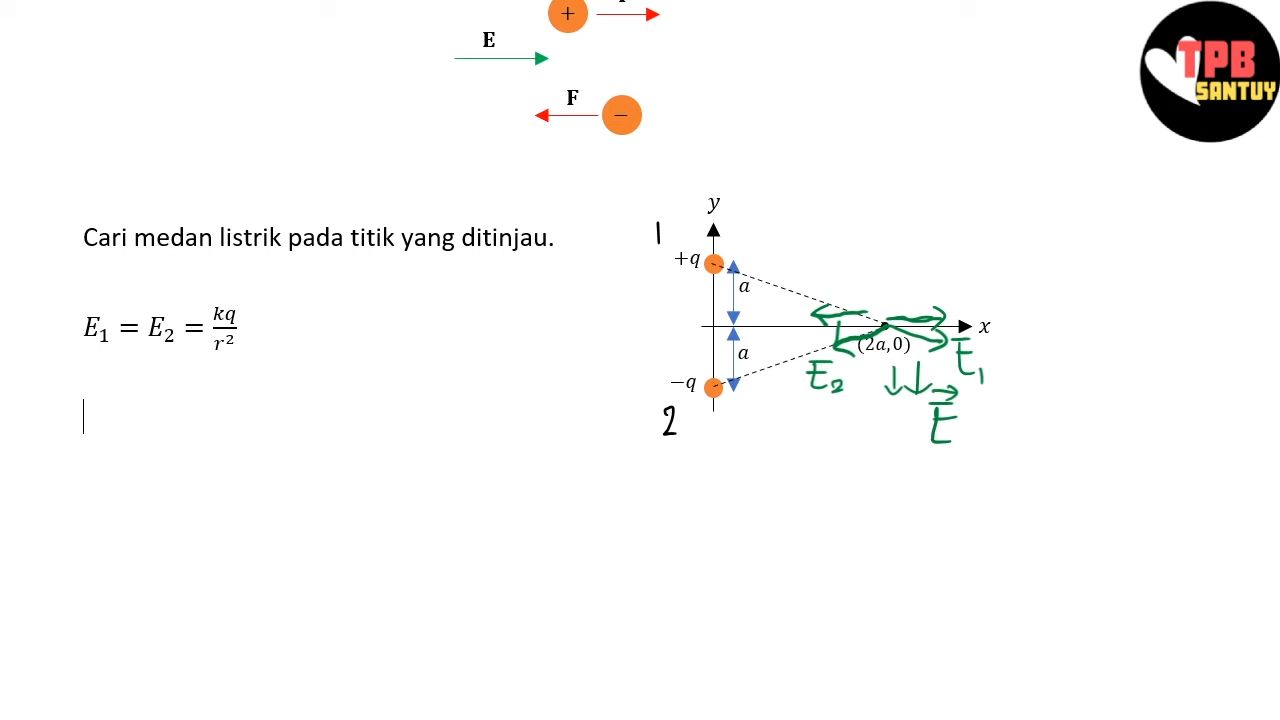 +
E
F
−
TPB
SANTUY
Cari medan listrik pada titik yang ditinjau.
E₁ = E₂ = kq/r²
y
1
+q
a
x
(2a, 0)
E₁
a
E₂
−q
E
2